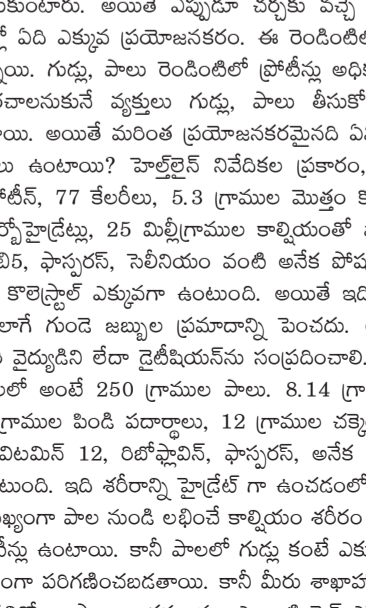 కుంటారు. అయితే ఎప్పుడూ చర్చకు వచ్చే
ఏది ఎక్కువ ప్రయోజనకరం. ఈ రెండింటిలో
న్నాయి. గుడ్లు, పాలు రెండింటిలో ప్రోటీన్లు అధిక
చాలనుకునే వ్యక్తులు గుడ్లు, పాలు తీసుకో
యి. అయితే మరింత ప్రయోజనకరమైనది ఏ
లు ఉంటాయి? హెల్త్‌లైన్ నివేదికల ప్రకారం,
టీన్, 77 కేలరీలు, 5.3 గ్రాముల మొత్తం కొ
ర్బోహైడ్రేట్లు, 25 మిల్లీగ్రాముల కాల్షియంతో
బి5, ఫాస్పరస్, సెలీనియం వంటి అనేక పోష
కొలెస్ట్రాల్ ఎక్కువగా ఉంటుంది. అయితే ఇది
లాగే గుండె జబ్బుల ప్రమాదాన్ని పెంచదు.
వైద్యుడిని లేదా డైటీషియన్‌ను సంప్రదించాలి.
లలో అంటే 250 గ్రాముల పాలు. 8.14 గ్రా
గ్రాముల పిండి పదార్థాలు, 12 గ్రాముల చక్కె
విటమిన్ 12, రిబోఫ్లావిన్, ఫాస్పరస్, అనేక
టుంది. ఇది శరీరాన్ని హైడ్రేట్ గా ఉంచడంలో
ఖ్యంగా పాల నుండి లభించే కాల్షియం శరీరం
టీన్లు ఉంటాయి. కానీ పాలలో గుడ్లు కంటే ఎక
ంగా పరిగణించబడతాయి. కానీ మీరు శాఖాహ